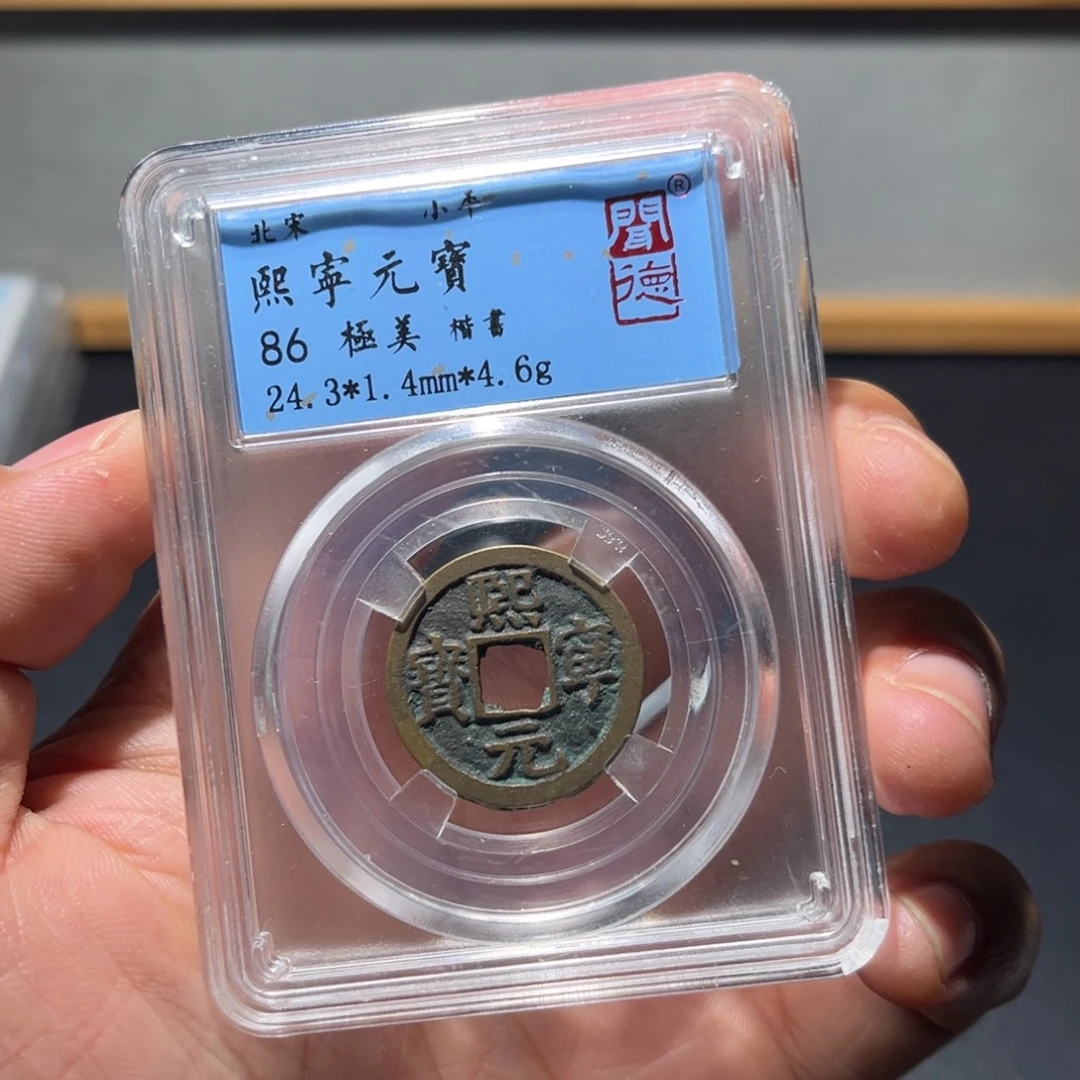 北宋 小平
熙寧元寶
86 極美 楷書
24.3*1.4mm*4.6g
聞德
®
熙寧元寶